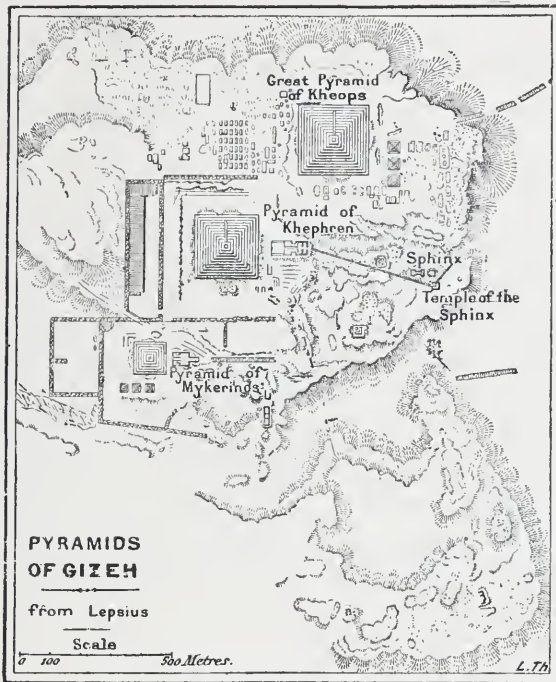 Great Pyramid
of Kheops
Pyramid of
Khephren
Sphinx
Temple of the
Sphinx
Pyramid of
Mykerinos
PYRAMIDS
OF GIZEH
from Lepsius
Scale
0 100 500 Metres.
L.Th.